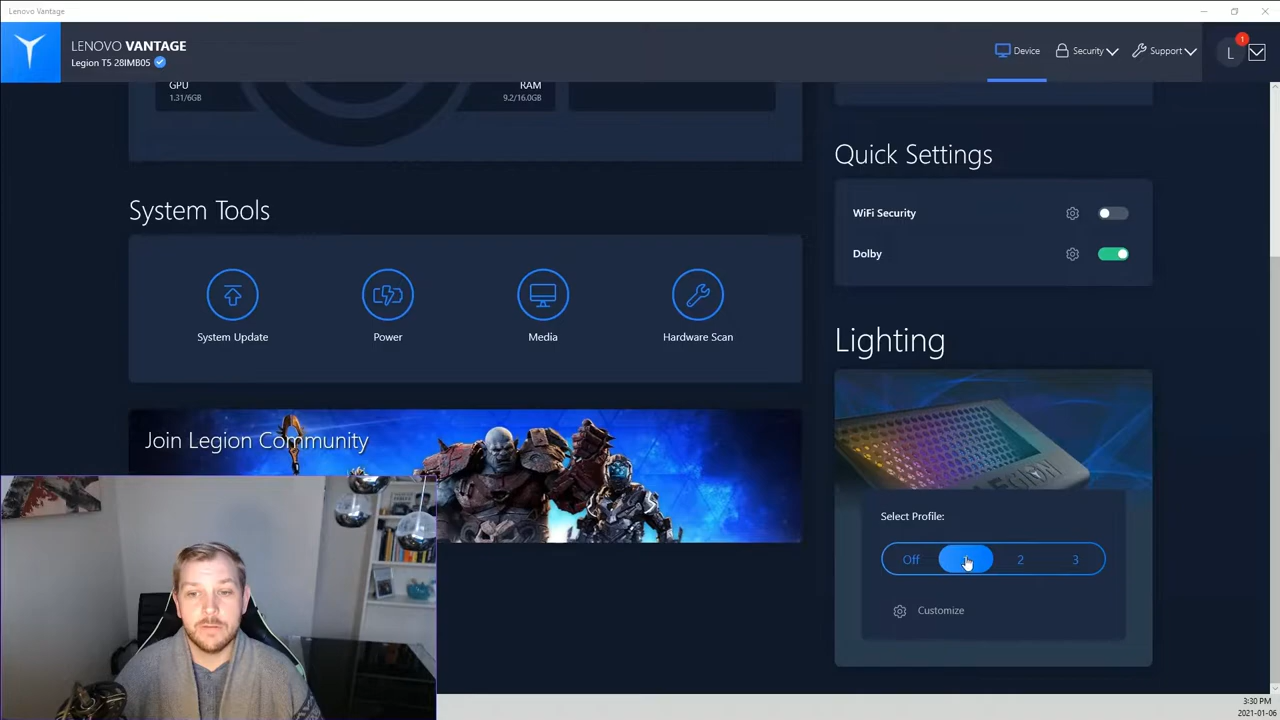 Lenovo Vantage
LENOVO VANTAGE
Legion T5 28IMB05
Device
Security
Support
L
1
GPU
1.31/6GB
RAM
9.2/16.0GB
System Tools
System Update
Power
Media
Hardware Scan
Join Legion Community
Quick Settings
WiFi Security
Dolby
Lighting
LEGION
Select Profile:
Off
2
3
Customize
3:30 PM
2021-01-06